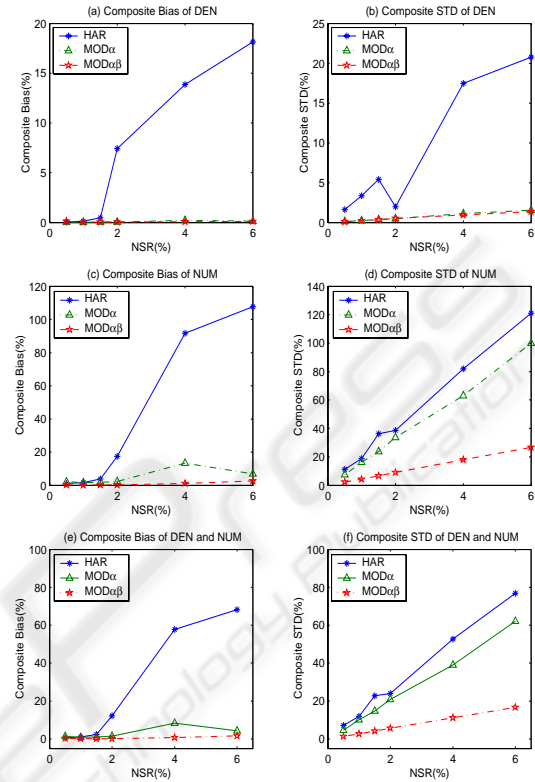 (a) Composite Bias of DEN
20
15
10
5
0
0 2 4 6
NSR(%)
Composite Bias(%)
HAR
MODα
MODαβ
(b) Composite STD of DEN
25
20
15
10
5
0
0 2 4 6
NSR(%)
Composite STD(%)
HAR
MODα
MODαβ
(c) Composite Bias of NUM
120
100
80
60
40
20
0
0 2 4 6
NSR(%)
Composite Bias(%)
HAR
MODα
MODαβ
(d) Composite STD of NUM
140
120
100
80
60
40
20
0
0 2 4 6
NSR(%)
Composite STD(%)
HAR
MODα
MODαβ
(e) Composite Bias of DEN and NUM
100
80
60
40
20
0
0 2 4 6
NSR(%)
Composite Bias(%)
HAR
MODα
MODαβ
(f) Composite STD of DEN and NUM
100
80
60
40
20
0
0 2 4 6
NSR(%)
Composite STD(%)
HAR
MODα
MODαβ